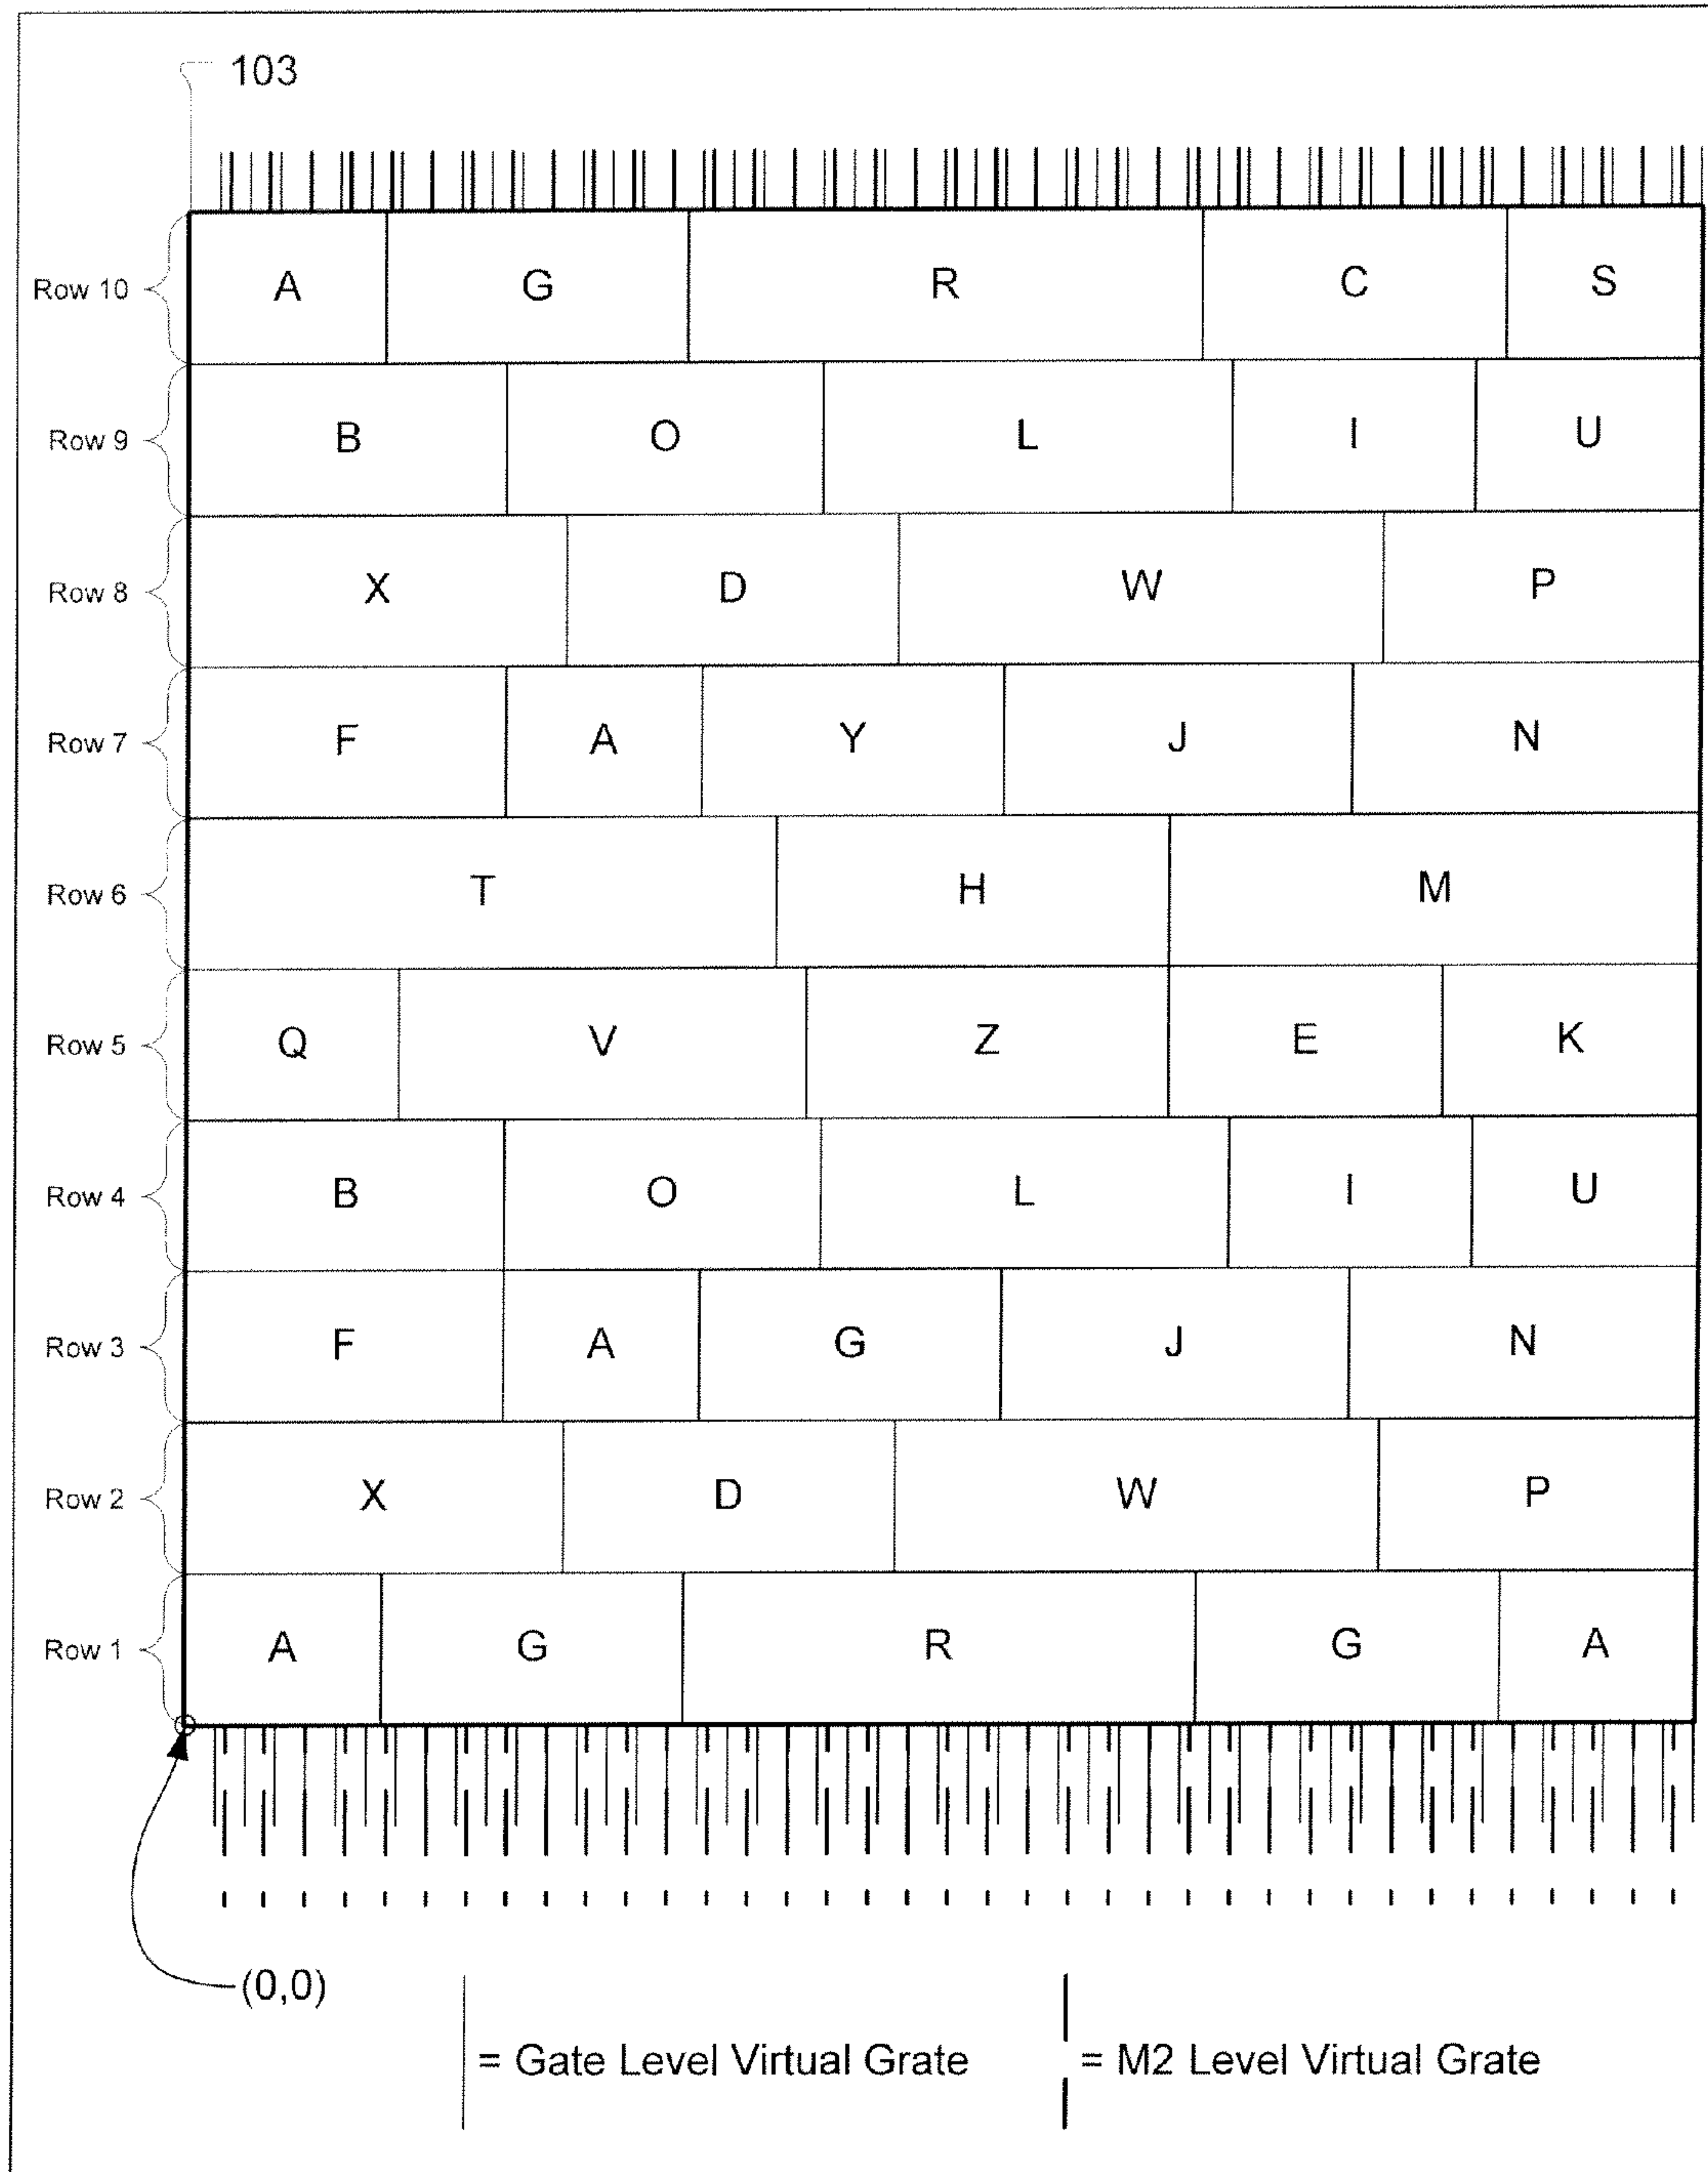 103
Row 10 A G R C S
Row 9 B O L I U
Row 8 X D W P
Row 7 F A Y J N
Row 6 T H M
Row 5 Q V Z E K
Row 4 B O L I U
Row 3 F A G J N
Row 2 X D W P
Row 1 A G R G A
(0,0)
= Gate Level Virtual Grate = M2 Level Virtual Grate